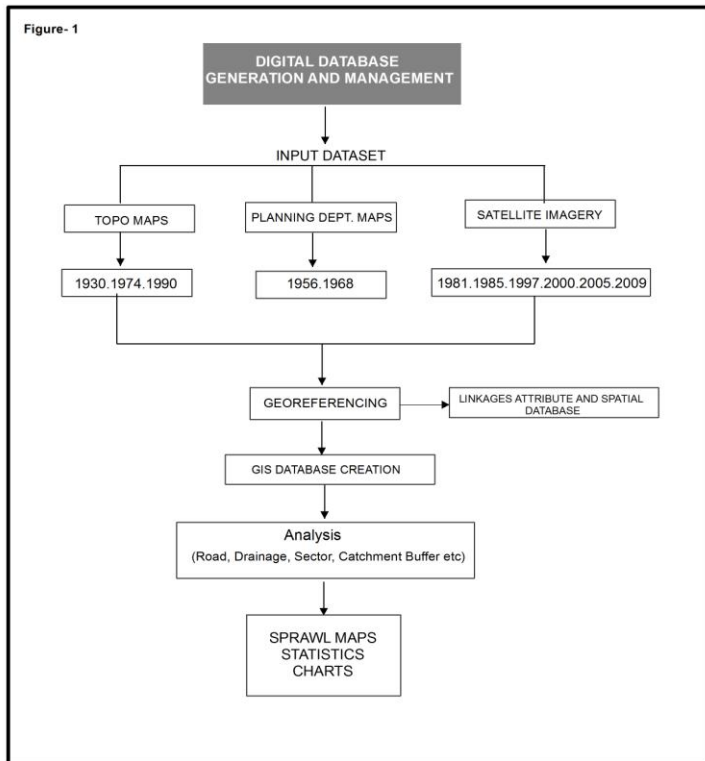 Figure- 1
DIGITAL DATABASE
GENERATION AND MANAGEMENT
INPUT DATASET
TOPO MAPS
PLANNING DEPT. MAPS
SATELLITE IMAGERY
1930.1974.1990
1956.1968
1981.1985.1997.2000.2005.2009
GEOREFERENCING
LINKAGES ATTRIBUTE AND SPATIAL
DATABASE
GIS DATABASE CREATION
Analysis
(Road, Drainage, Sector, Catchment Buffer etc)
SPRAWL MAPS
STATISTICS
CHARTS